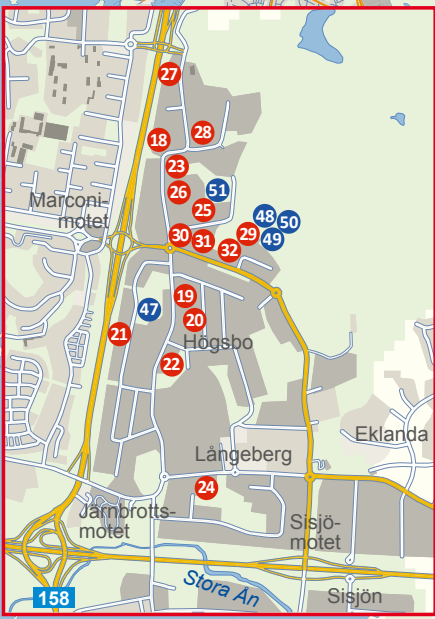 27
18
28
23
26
51
25
Marconi-
motet
48
50
30
31
29
49
32
19
47
20
21
Högsbo
22
Eklanda
Långeberg
24
Järnbrotts-
motet
Sisjö-
motet
Stora Ån
158
Sisjön